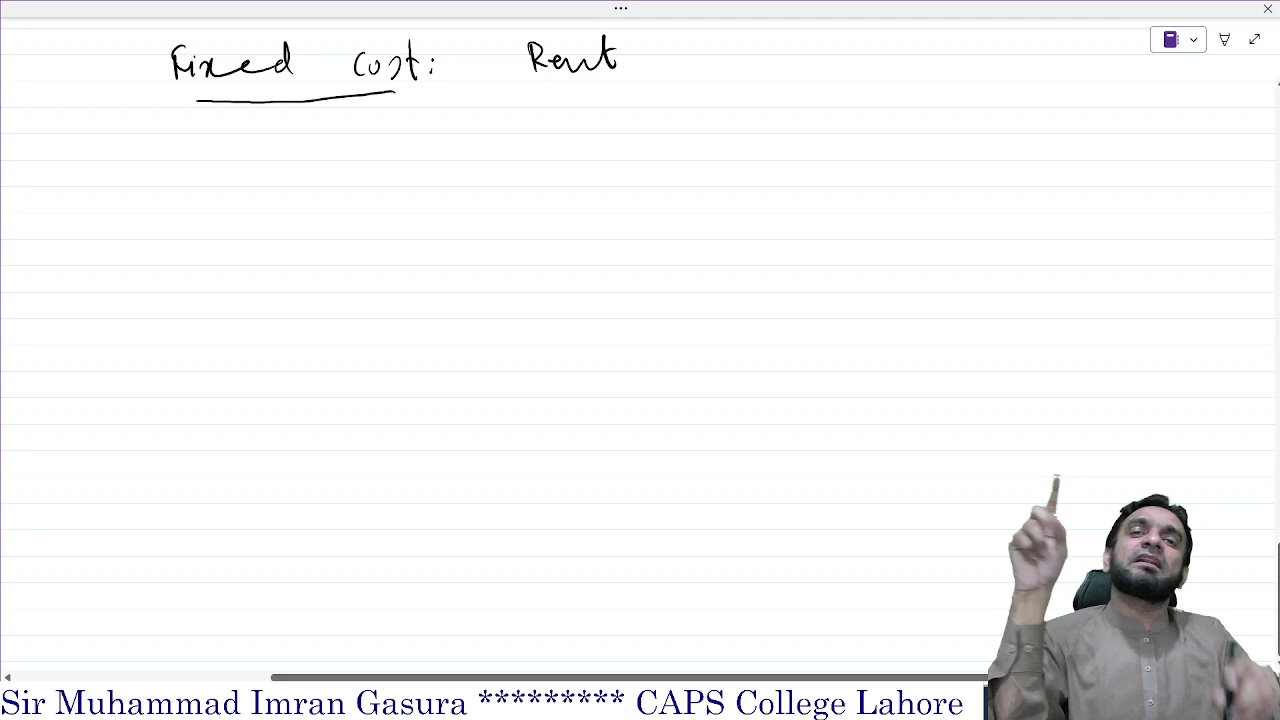 Fixed Cost: Rent
Sir Muhammad Imran Gasura ********* CAPS College Lahore